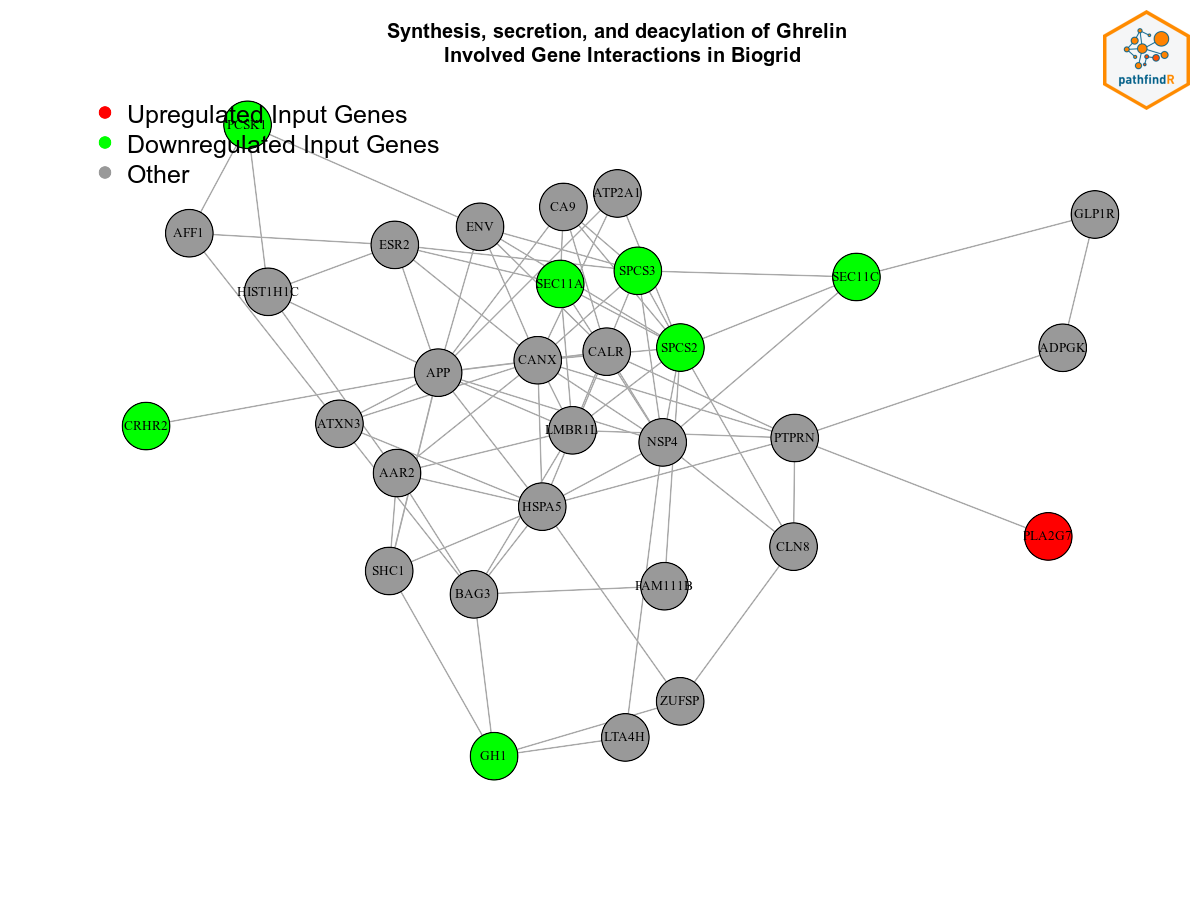 Synthesis, secretion, and deacylation of Ghrelin
Involved Gene Interactions in Biogrid
pathfindR
Upregulated Input Genes
PCSK1
Downregulated Input Genes
Other
ATP2A1
CA9
GLP1R
ENV
AFF1
ESR2
SPCS3
SEC11C
SEC11A
HIST1H1C
SPCS2
ADPGK
CALR
CANX
APP
CRHR2
ATXN3
LMBR1L
NSP4
PTPRN
AAR2
HSPA5
PLA2G7
CLN8
SHC1
FAM111B
BAG3
ZUFSP
LTA4H
GH1